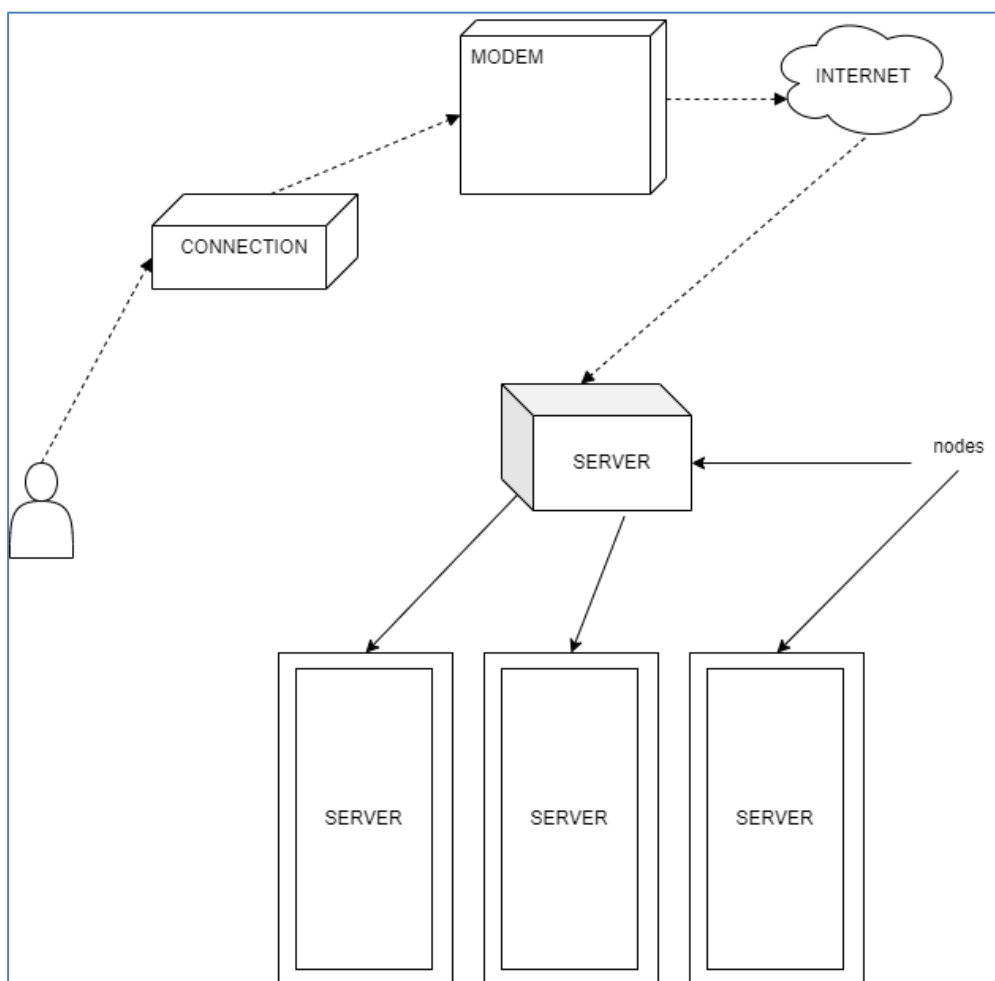 MODEM
INTERNET
CONNECTION
nodes
SERVER
SERVER
SERVER
SERVER